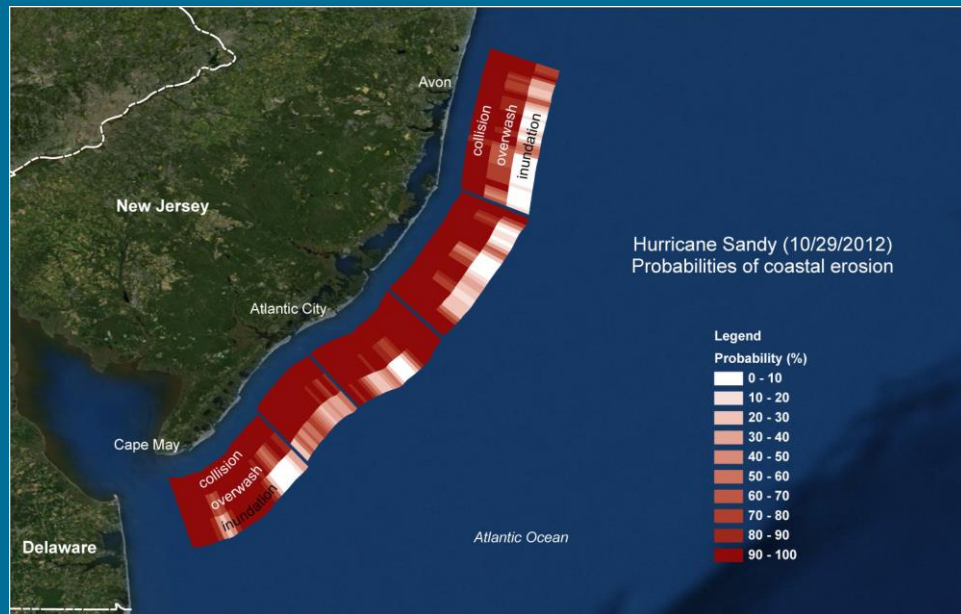 Avon
collision
overwash
inundation
New Jersey
Hurricane Sandy (10/29/2012)
Probabilities of coastal erosion
Atlantic City
Legend
Probability (%)
0 - 10
10 - 20
20 - 30
30 - 40
40 - 50
50 - 60
60 - 70
70 - 80
80 - 90
90 - 100
Cape May
collision
overwash
inundation
Delaware
Atlantic Ocean